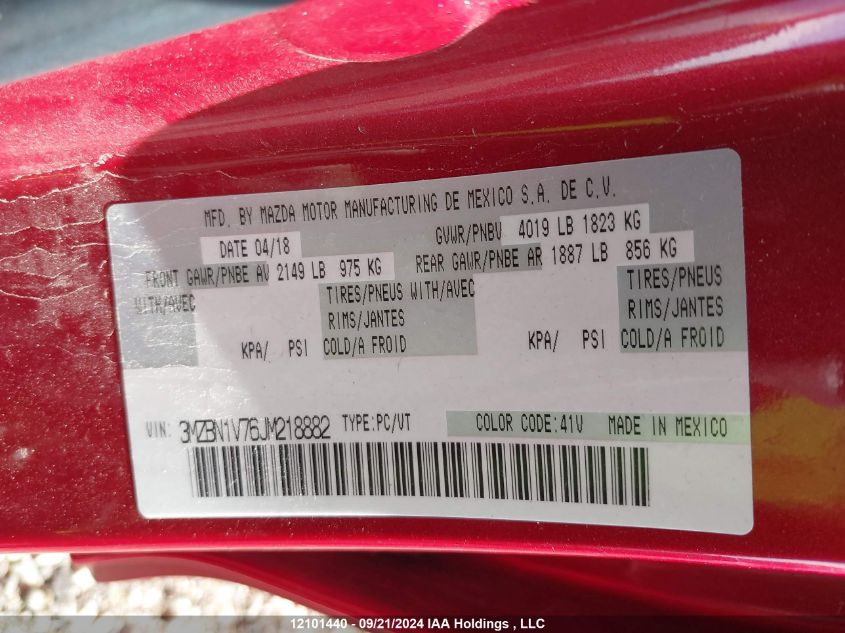 MFD. BY MAZDA MOTOR MANUFACTURING DE MEXICO S.A. DE C.V.
DATE 04/18 GVWR/PNBV 4019 LB 1823 KG
FRONT GAWR/PNBE AV 2149 LB 975 KG REAR GAWR/PNBE AR 1887 LB 856 KG
WITH/AVEC TIRES/PNEUS WITH/AVEC TIRES/PNEUS
RIMS/JANTES RIMS/JANTES
KPA/ PSI COLD/A FROID KPA/ PSI COLD/A FROID
VIN: 3MZBN1V76JM218882 TYPE:PC/VT COLOR CODE:41V MADE IN MEXICO
12101440 - 09/21/2024 IAA Holdings , LLC